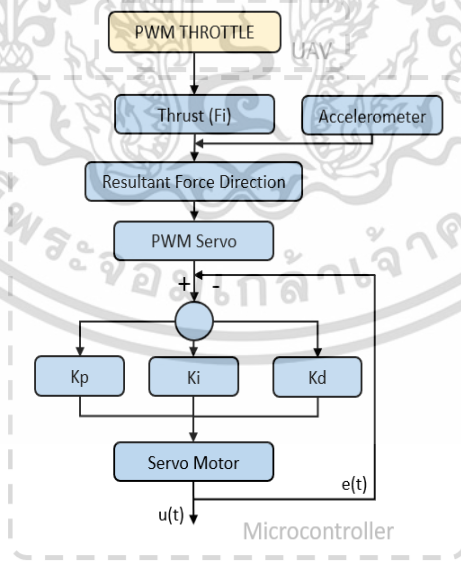 PWM THROTTLE
UAV
Thrust (Fi)
Accelerometer
Resultant Force Direction
PWM Servo
+ -
Kp
Ki
Kd
Servo Motor
e(t)
u(t)
Microcontroller